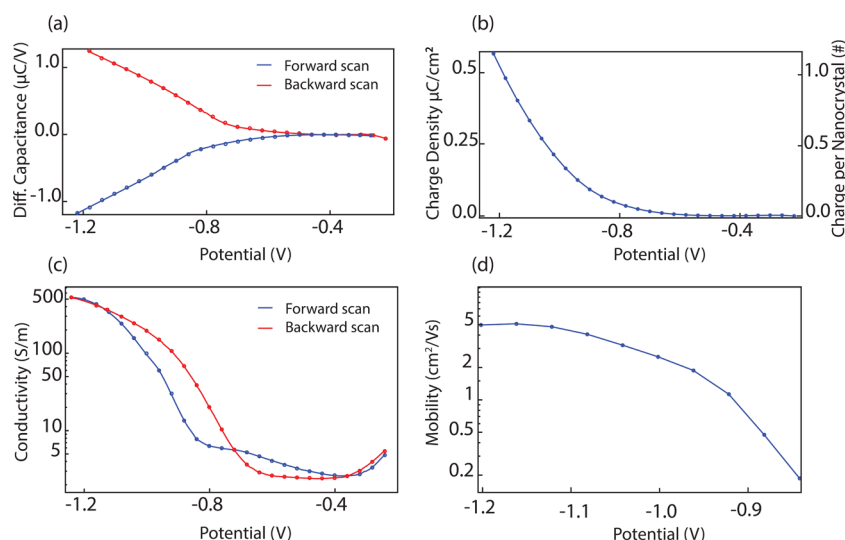 (a)
Diff. Capacitance (µC/V)
1.0
0.0
-1.0
Forward scan
Backward scan
-1.2 -0.8 -0.4
Potential (V)
(b)
Charge Density µC/cm²
0.5
0.25
0.0
1.0
0.5
0.0
Charge per Nanocrystal (#)
-1.2 -0.8 -0.4
Potential (V)
(c)
Conductivity (S/m)
500
100
10
5
Forward scan
Backward scan
-1.2 -0.8 -0.4
Potential (V)
(d)
Mobility (cm²/Vs)
5
2
1
0.5
0.2
-1.2 -1.1 -1.0 -0.9
Potential (V)